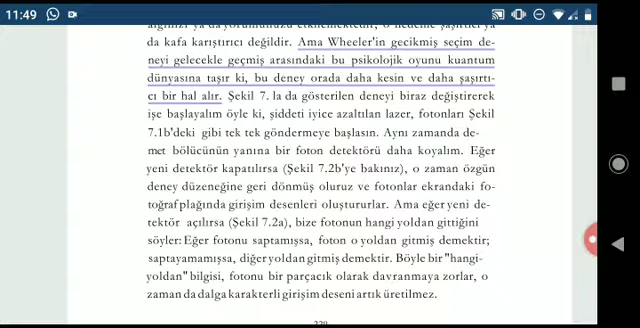 11:49
da kafa karıştırıcı değildir. Ama Wheeler'in gecikmiş seçim de-
neyi gelecekle geçmiş arasındaki bu psikolojik oyunu kuantum
dünyasına taşır ki, bu deney orada daha kesin ve daha şaşırtı-
cı bir hal alır. Şekil 7. la da gösterilen deneyi biraz değiştirerek
işe başlayalım öyle ki, şiddeti iyice azaltılan lazer, fotonları Şekil
7.1b'deki gibi tek tek göndermeye başlasın. Aynı zamanda de-
met bölücünün yanına bir foton detektörü daha koyalım. Eğer
yeni detektör kapatılırsa (Şekil 7.2b'ye bakınız), o zaman özgün
deney düzeneğine geri dönmüş oluruz ve fotonlar ekrandaki fo-
toğraf plağında girişim desenleri oluştururlar. Ama eğer yeni de-
tektör açılırsa (Şekil 7.2a), bize fotonun hangi yoldan gittiğini
söyler: Eğer fotonu saptamışsa, foton o yoldan gitmiş demektir;
saptayamamışsa, diğer yoldan gitmiş demektir. Böyle bir "hangi-
yoldan" bilgisi, fotonu bir parçacık olarak davranmaya zorlar, o
zaman da dalga karakterli girişim deseni artık üretilmez.